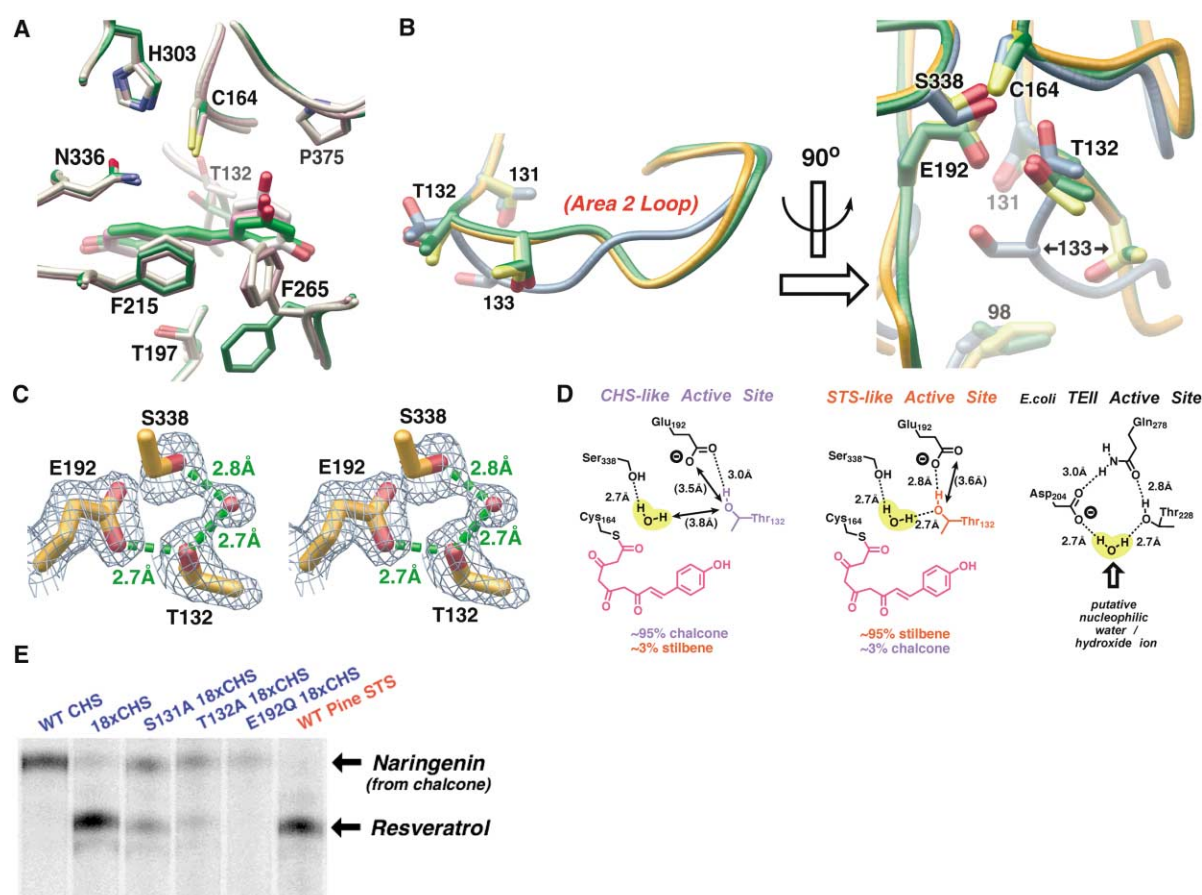 A
H303
C164
P375
N336
T132
F215
F265
T197
B
T132
131
(Area 2 Loop)
133
90°
S338
C164
T132
E192
131
←133→
98
C
S338
E192
2.8Å
2.7Å
2.7Å
T132
S338
E192
2.8Å
2.7Å
2.7Å
T132
D
CHS-like Active Site
Glu192
Ser338
OH
O
O
⊖
3.0Å
(3.5Å)
H
O
2.7Å
H-O-H
(3.8Å)
Thr132
Cys164
S
O
O
O
O
OH
~95% chalcone
~3% stilbene
STS-like Active Site
Glu192
Ser338
OH
O
O
⊖
2.8Å
(3.6Å)
H
O
2.7Å
H-O-H
2.7Å
Thr132
Cys164
S
O
O
O
O
OH
~95% stilbene
~3% chalcone
E.coli TEII Active Site
Gln278
H
N
H
O
3.0Å
2.8Å
Asp204
O
O
⊖
H
O
Thr228
2.7Å
2.7Å
H-O-H
putative
nucleophilic
water /
hydroxide ion
E
WT CHS
18xCHS
S131A 18xCHS
T132A 18xCHS
E192Q 18xCHS
WT Pine STS
Naringenin
(from chalcone)
Resveratrol